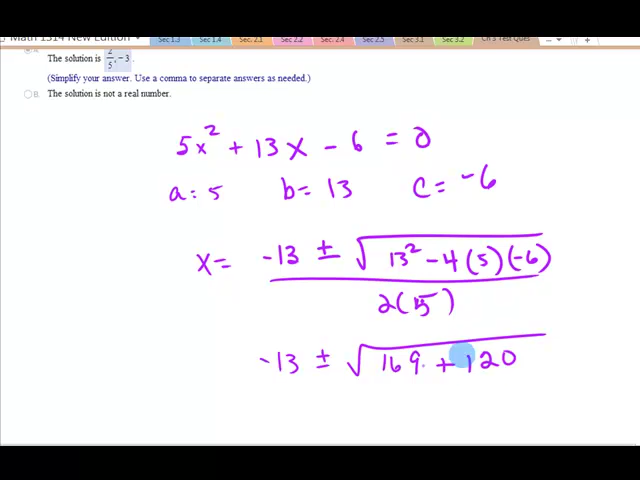 Math 1314 New Edition
Sec 1.3 Sec 1.4 Sec. 2.1 Sec. 2.2 Sec 2.4 Sec 2.5 Sec 3.1 Sec 3.2 Ch 3 Test Ques
A. The solution is 2/5, -3.
(Simplify your answer. Use a comma to separate answers as needed.)
B. The solution is not a real number.
5x² + 13x - 6 = 0
a = 5 b = 13 c = -6
x = -13 ± √13² - 4(5)(-6)
2(5)
-13 ± √169 + 120